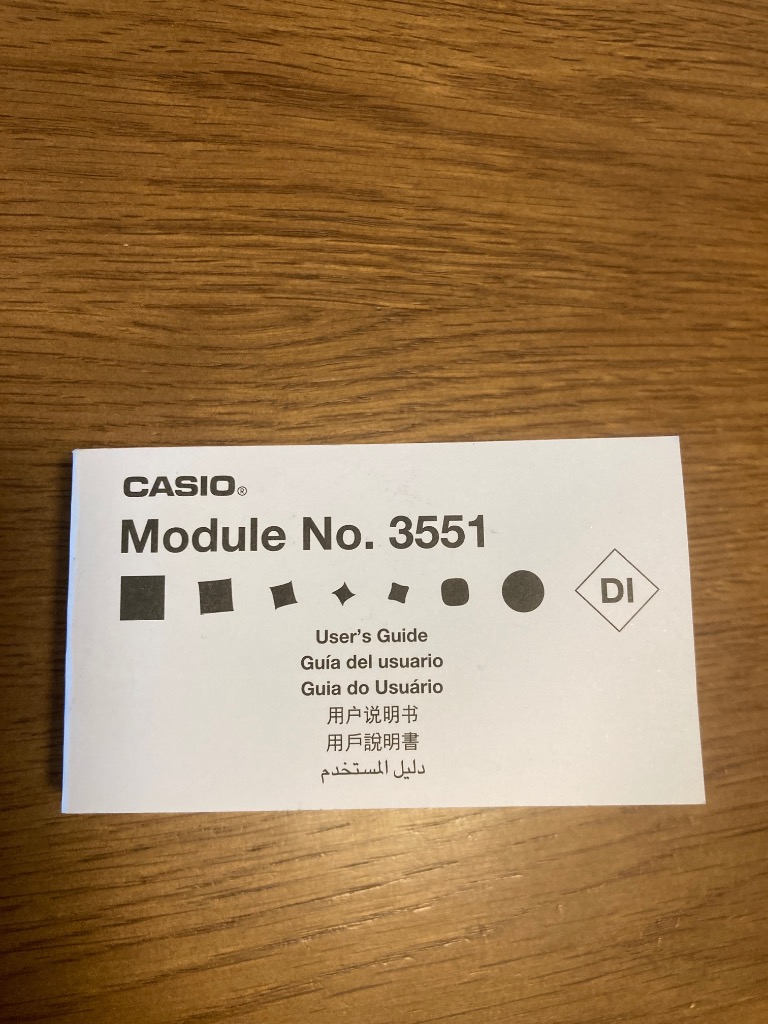 CASIO®
Module No. 3551
DI
User's Guide
Guía del usuario
Guia do Usuário
用户说明书
用戶說明書
دليل المستخدم